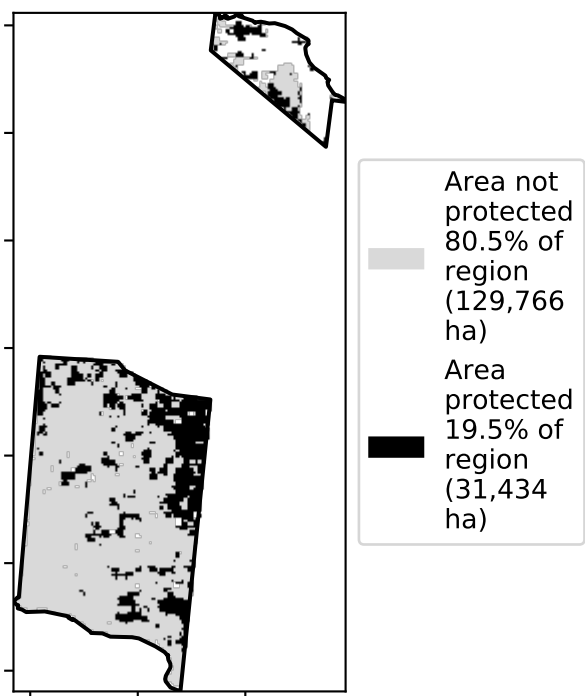 Area not
protected
80.5% of
region
(129,766
ha)
Area
protected
19.5% of
region
(31,434
ha)